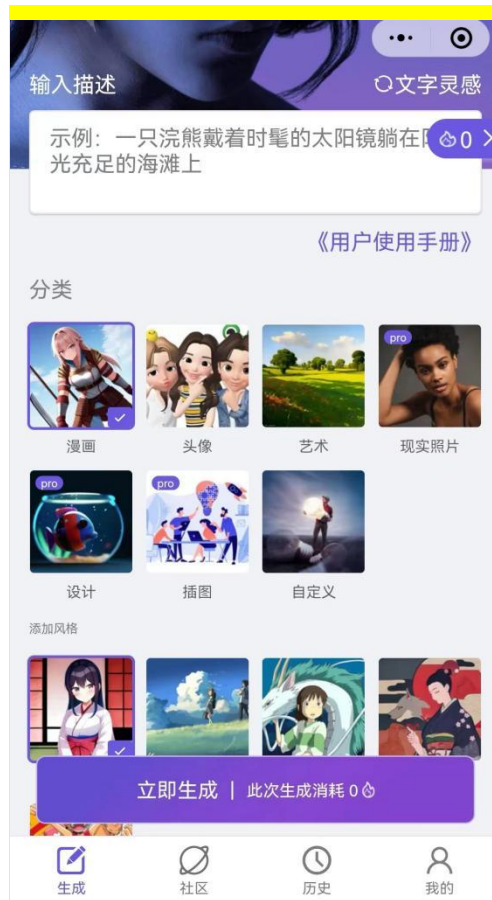 输入描述
文字灵感
示例：一只浣熊戴着时髦的太阳镜躺在
光充足的海滩上
0
《用户使用手册》
分类
pro
漫画 头像 艺术 现实照片
pro pro
设计 插图 自定义
添加风格
立即生成 | 此次生成消耗 0
生成 社区 历史 我的